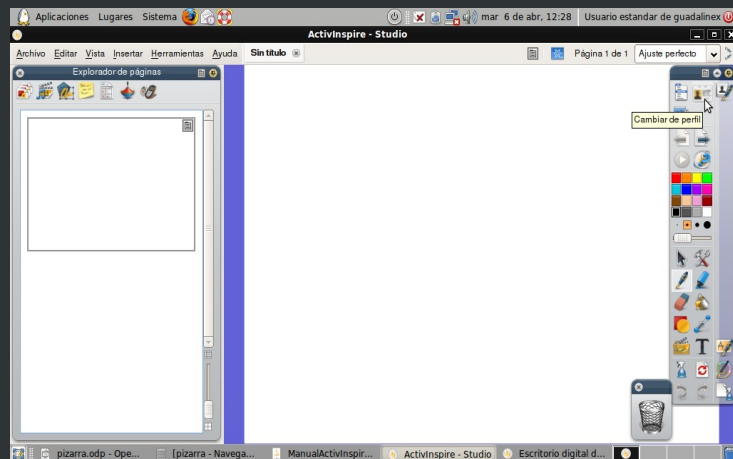 Aplicaciones Lugares Sistema mar 6 de abr, 12:28 Usuario estandar de guadalinex
ActivInspire - Studio
Archivo Editar Vista Insertar Herramientas Ayuda Sin título Página 1 de 1 Ajuste perfecto
Explorador de páginas
Cambiar de perfil
T
pizarra.odp - Ope... [pizarra - Navega... ManualActivInspir... ActivInspire - Studio Escritorio digital d...